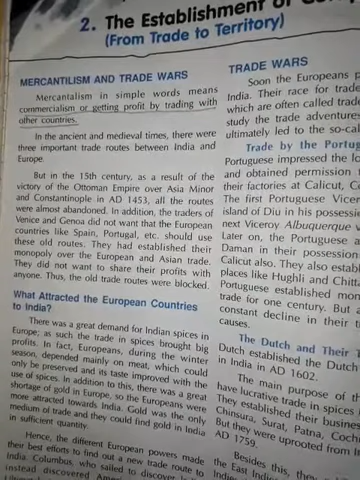 2. The Establishment of
(From Trade to Territory)
MERCANTILISM AND TRADE WARS
Mercantalism in simple words means
commercialism or getting profit by trading with
other countries.
In the ancient and medieval times, there were
three important trade routes between India and
Europe.
But in the 15th century, as a result of the
victory of the Ottoman Empire over Asia Minor
and Constantinople in AD 1453, all the routes
were almost abandoned. In addition, the traders of
Venice and Genoa did not want that the European
countries like Spain, Portugal, etc. should use
these old routes. They had established their
monopoly over the European and Asian trade.
They did not want to share their profits with
anyone. Thus, the old trade routes were blocked.
What Attracted the European Countries
to India?
There was a great demand for Indian spices in
Europe; as such the trade in spices brought big
profits. In fact, Europeans, during the winter
season, depended mainly on meat, which could
only be preserved and its taste improved with the
use of spices. In addition to this, there was a great
shortage of gold in Europe, so the Europeans were
more attracted towards India. Gold was the only
medium of trade and they could find gold in India
in sufficient quantity.
Hence, the different European powers made
their best efforts to find out a new trade route to
India. Columbus, who sailed to discover
instead discovered
TRADE WARS
Soon the Europeans
India. Their race for trade
which are often called trade
study the trade adventures
ultimately led to the
Trade by the
Portuguese impressed the
and obtained permission
their factories at Calicut,
The first Portuguese
island of Diu in his
next Viceroy Albuquerque
Later on, the Portuguese
Daman in their possession
Calicut also. They also
places like Hughli and
Portuguese established
trade for one century. But
constant decline in their
causes.
The Dutch and Their
Dutch established the Dutch
in India in AD 1602.
The main purpose of
have lucrative trade in spices
They established their
Chinsura, Surat, Patna,
But they were uprooted from
AD 1759.
Besides this,
the East